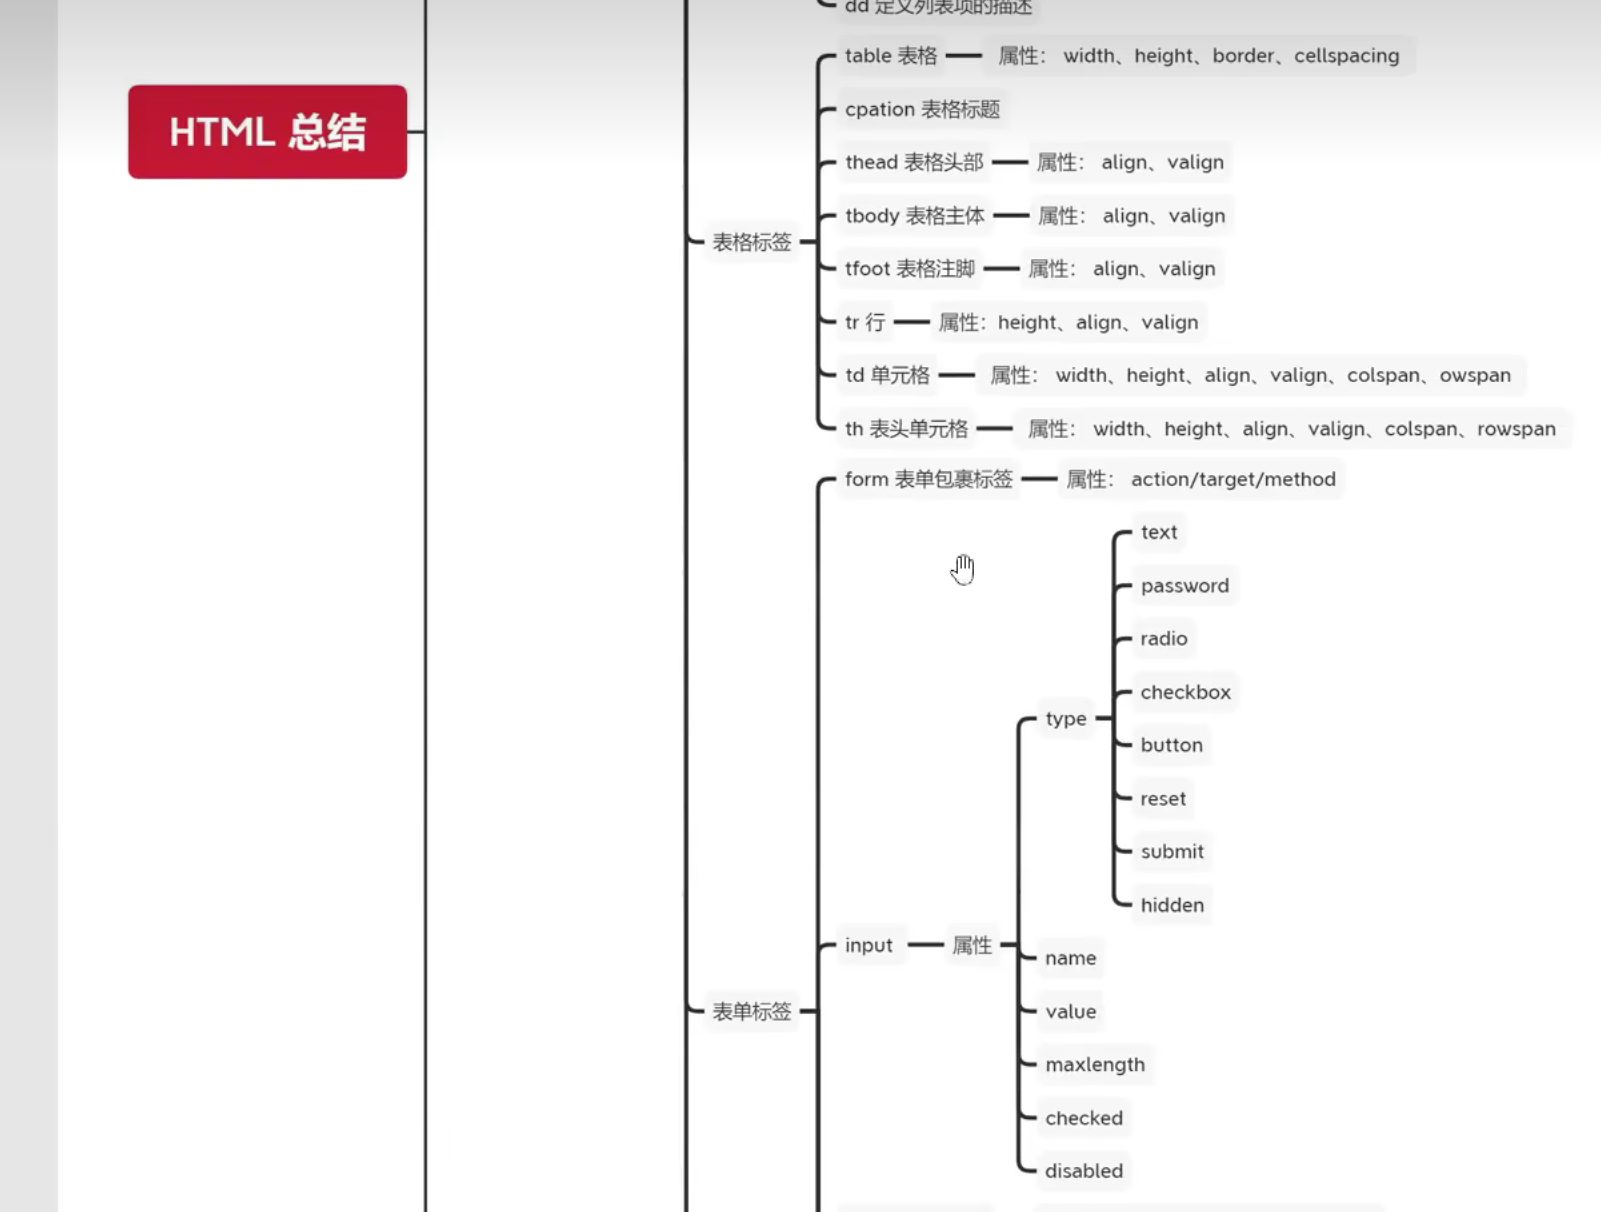 dd 定义列表项的描述
table 表格 属性： width、height、border、cellspacing
cpation 表格标题
HTML 总结
thead 表格头部 属性： align、valign
tbody 表格主体 属性： align、valign
表格标签
tfoot 表格注脚 属性： align、valign
tr 行 属性：height、align、valign
td 单元格 属性： width、height、align、valign、colspan、owspan
th 表头单元格 属性： width、height、align、valign、colspan、rowspan
form 表单包裹标签 属性： action/target/method
text
password
radio
checkbox
type
button
reset
submit
hidden
input 属性
name
表单标签
value
maxlength
checked
disabled